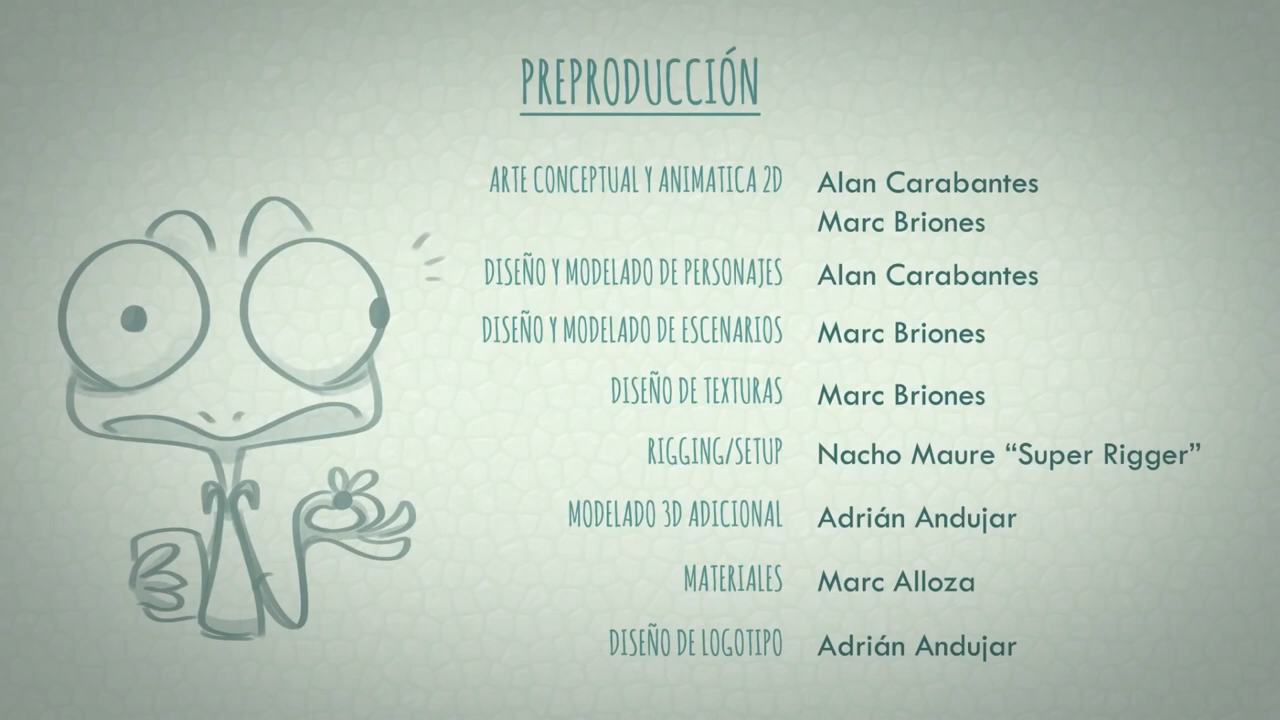 PREPRODUCCIÓN
ARTE CONCEPTUAL Y ANIMATICA 2D Alan Carabantes
Marc Briones
DISEÑO Y MODELADO DE PERSONAJES Alan Carabantes
DISEÑO Y MODELADO DE ESCENARIOS Marc Briones
DISEÑO DE TEXTURAS Marc Briones
RIGGING/SETUP Nacho Maure “Super Rigger”
MODELADO 3D ADICIONAL Adrián Andujar
MATERIALES Marc Alloza
DISEÑO DE LOGOTIPO Adrián Andujar